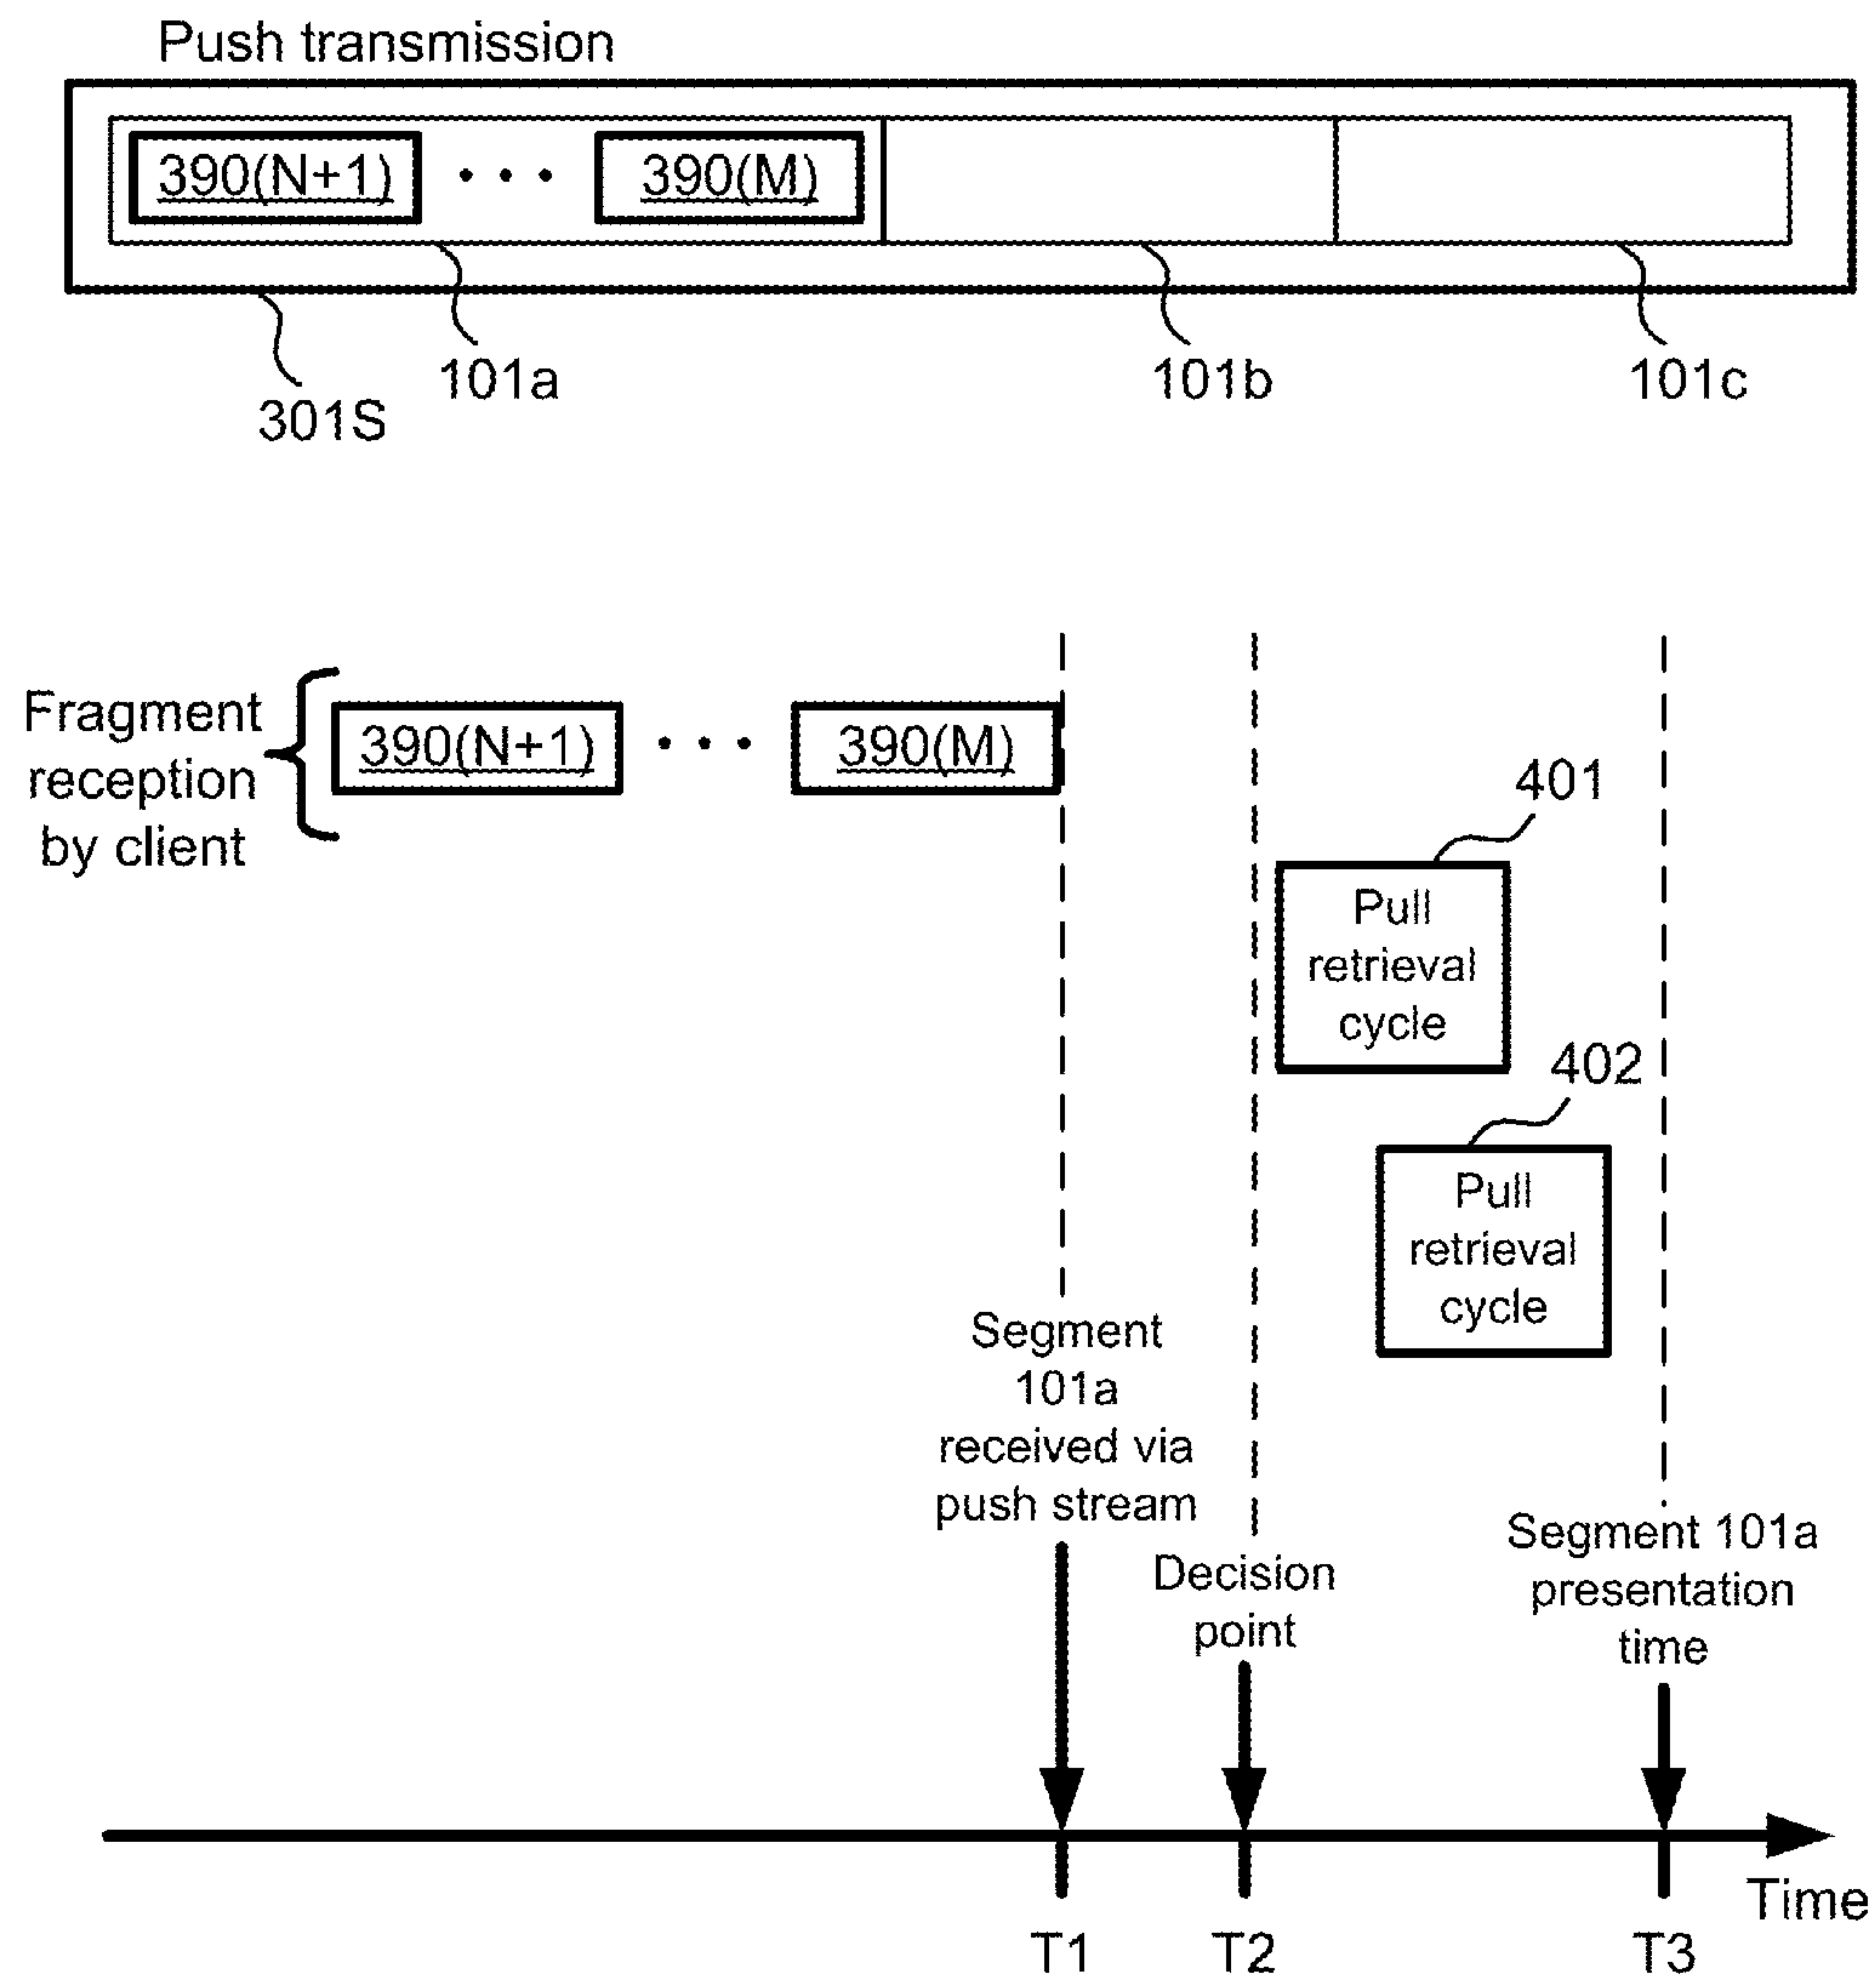 Push transmission
390(N+1) • • • 390(M)
101a
101b
101c
301S
Fragment
reception
by client
390(N+1) • • • 390(M)
401
Pull
retrieval
cycle
402
Pull
retrieval
cycle
Segment
101a
received via
push stream
Decision
point
Segment 101a
presentation
time
Time
T1
T2
T3